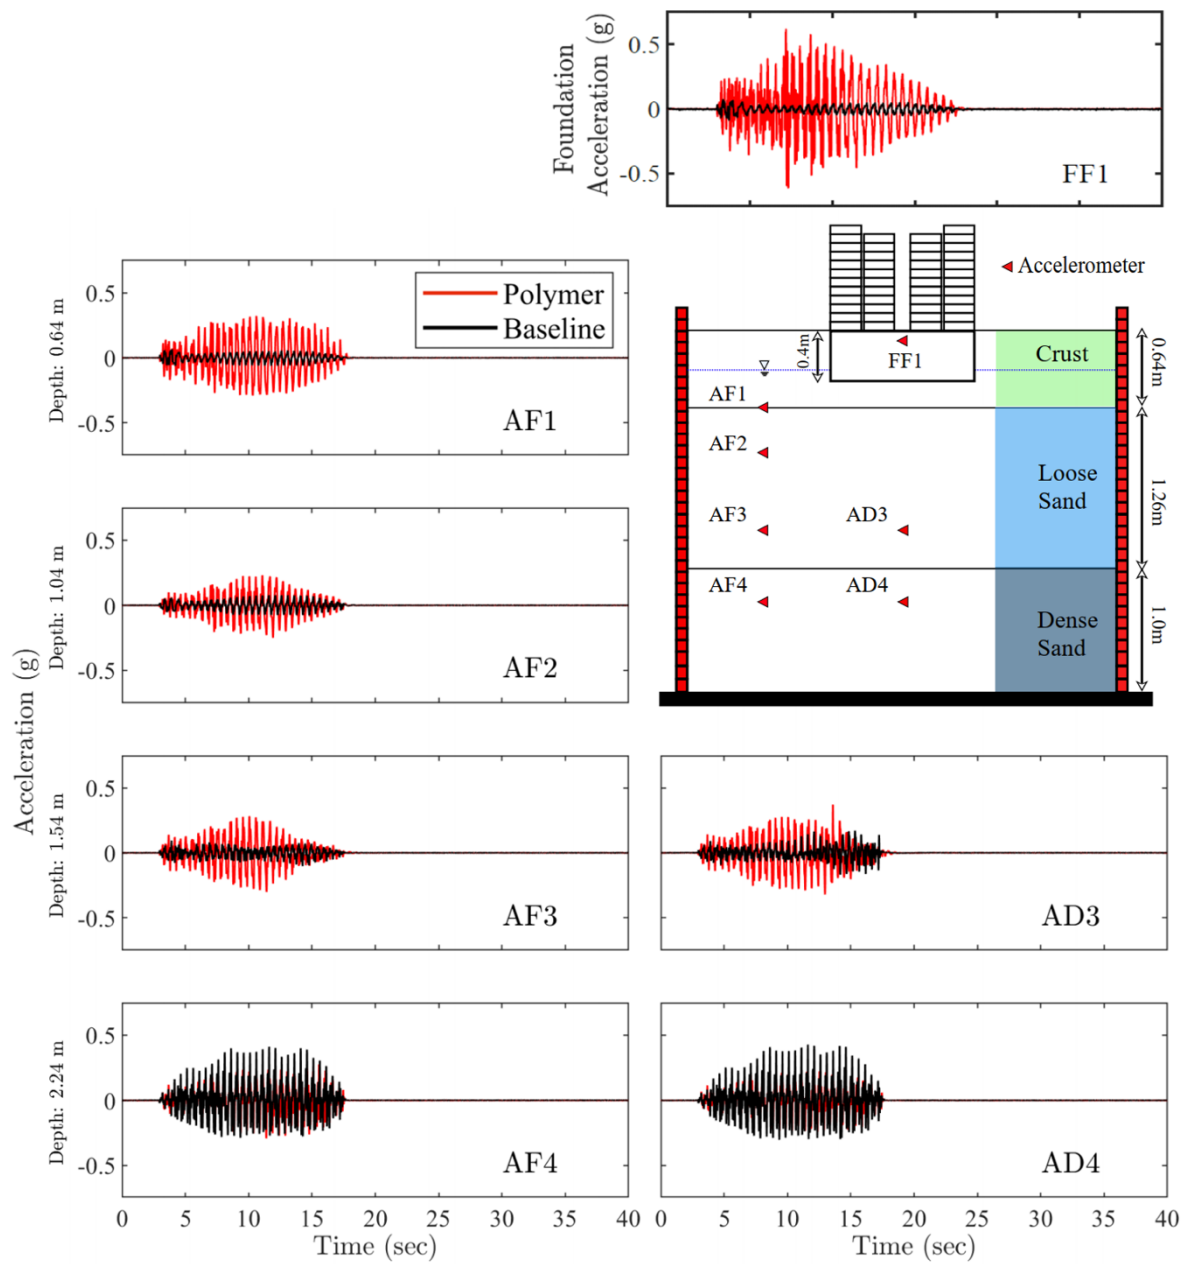 Foundation
Acceleration (g)
0.5
0
-0.5
FF1
Acceleration (g)
Depth: 0.64 m
0.5
0
-0.5
Polymer
Baseline
AF1
Accelerometer
0.4m
FF1
Crust
0.64m
AF1
AF2
Loose
Sand
1.26m
AF3
AD3
AF4
AD4
Dense
Sand
1.0m
Depth: 1.04 m
0.5
0
-0.5
AF2
Depth: 1.54 m
0.5
0
-0.5
AF3
AD3
Depth: 2.24 m
0.5
0
-0.5
AF4
AD4
0 5 10 15 20 25 30 35 40
Time (sec)
0 5 10 15 20 25 30 35 40
Time (sec)